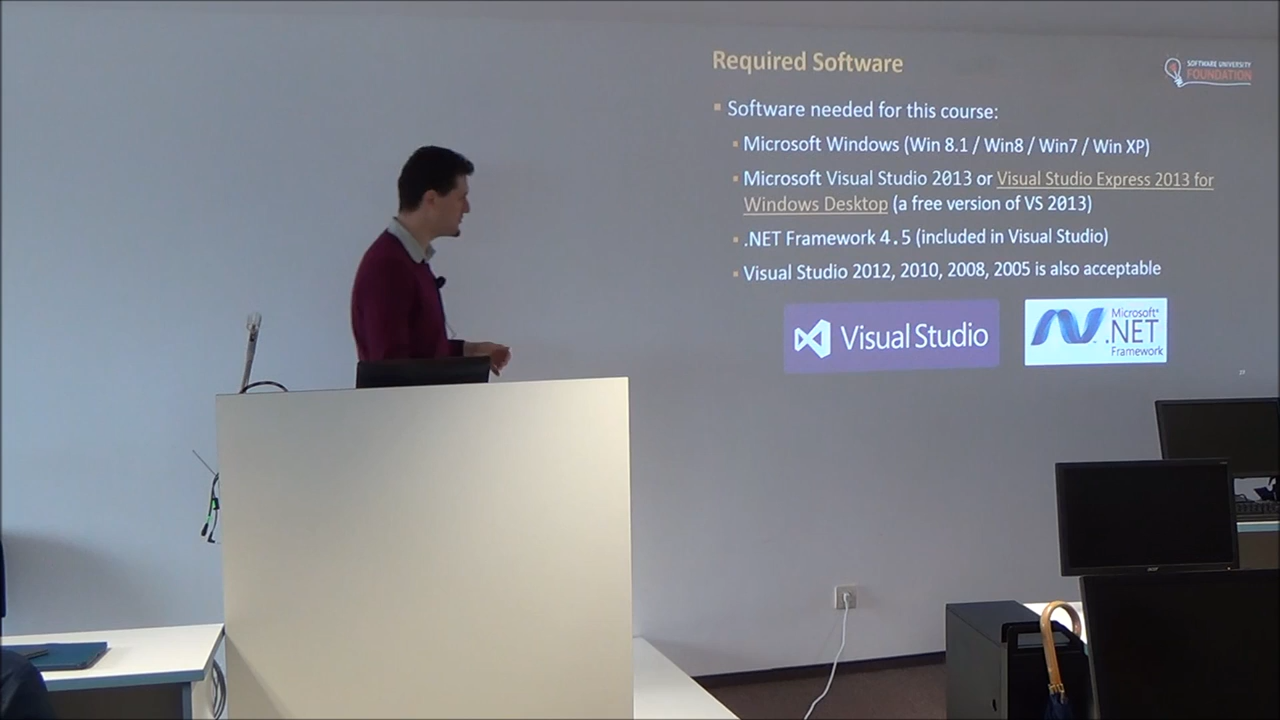 Required Software
SOFTWARE UNIVERSITY
FOUNDATION
Software needed for this course:
Microsoft Windows (Win 8.1 / Win8 / Win7 / Win XP)
Microsoft Visual Studio 2013 or Visual Studio Express 2013 for
Windows Desktop (a free version of VS 2013)
.NET Framework 4.5 (included in Visual Studio)
Visual Studio 2012, 2010, 2008, 2005 is also acceptable
Visual Studio
Microsoft®
.NET
Framework
acer